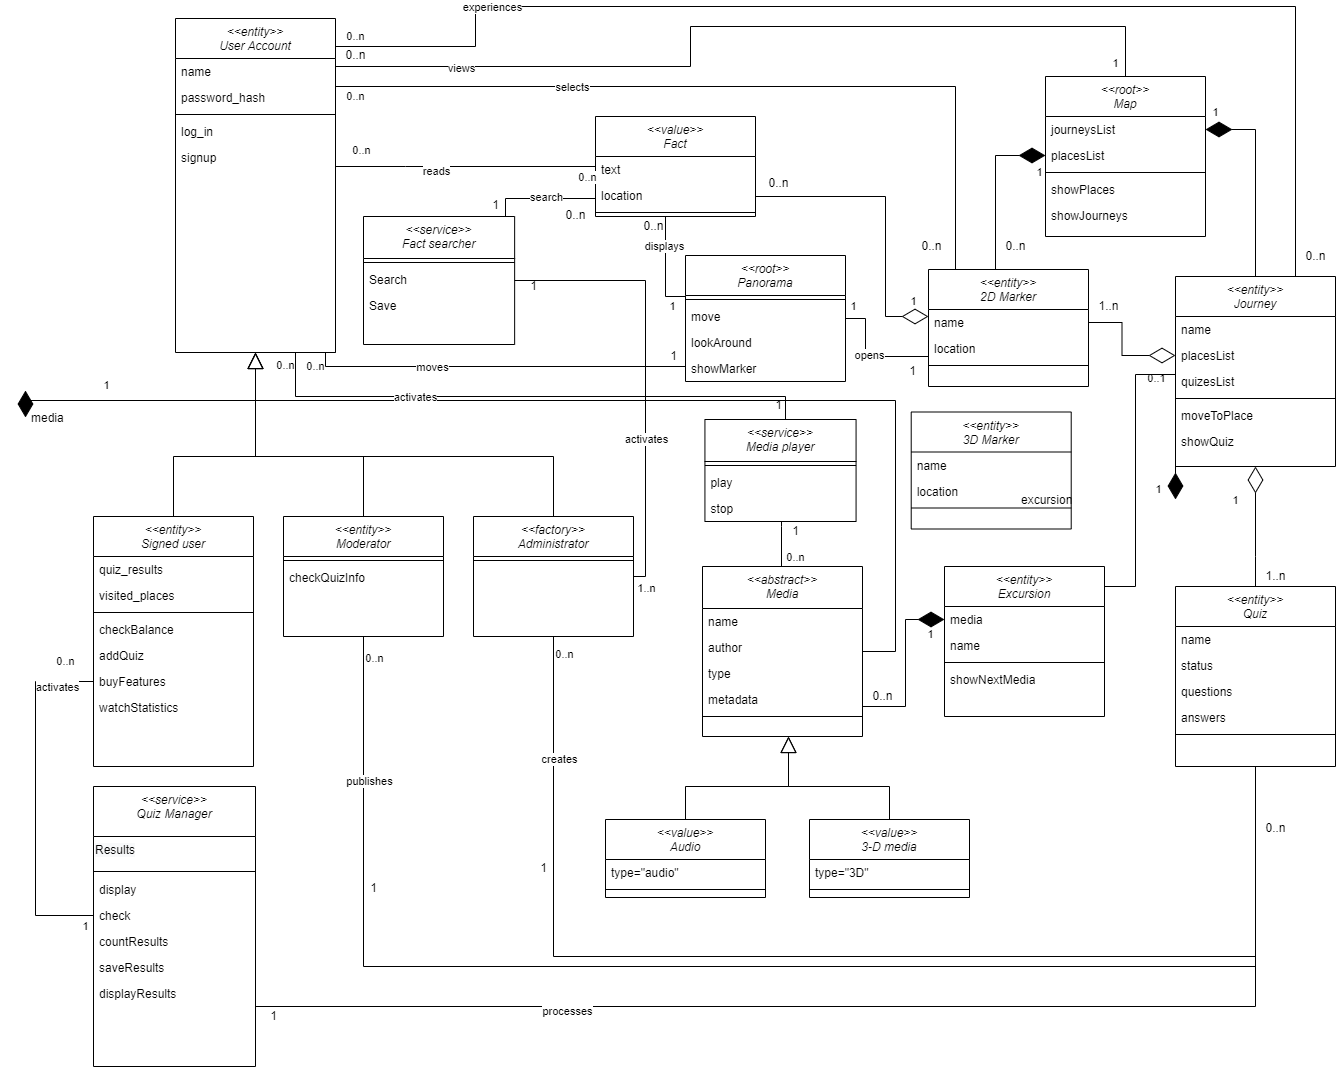 experiences
<<entity>>
User Account
name
password_hash
log_in
signup
0..n
0..n
views
0..n
selects
0..n
reads
0..n
<<value>>
Fact
text
location
1
<<root>>
Map
journeysList
placesList
showPlaces
showJourneys
1
1
0..n
search
1
0..n
<<service>>
Fact searcher
Search
Save
1
0..n
displays
1
<<root>>
Panorama
move
lookAround
showMarker
1
opens
1
1
0..n
0..n
1
<<entity>>
2D Marker
name
location
0..n
1..n
0..n
<<entity>>
Journey
name
placesList
quizesList
moveToPlace
showQuiz
0..1
1
1
0..n
0..n
moves
activates
1
media
1
activates
<<service>>
Media player
play
stop
1
0..n
<<entity>>
3D Marker
name
location
excursion
<<entity>>
Signed user
quiz_results
visited_places
checkBalance
addQuiz
buyFeatures
watchStatistics
<<entity>>
Moderator
checkQuizInfo
<<factory>>
Administrator
1..n
<<abstract>>
Media
name
author
type
metadata
0..n
1
<<entity>>
Excursion
media
name
showNextMedia
1..n
<<entity>>
Quiz
name
status
questions
answers
0..n
0..n
activates
0..n
0..n
publishes
creates
1
1
<<service>>
Quiz Manager
Results
display
check
countResults
saveResults
displayResults
1
1
processes
<<value>>
Audio
type="audio"
<<value>>
3-D media
type="3D"